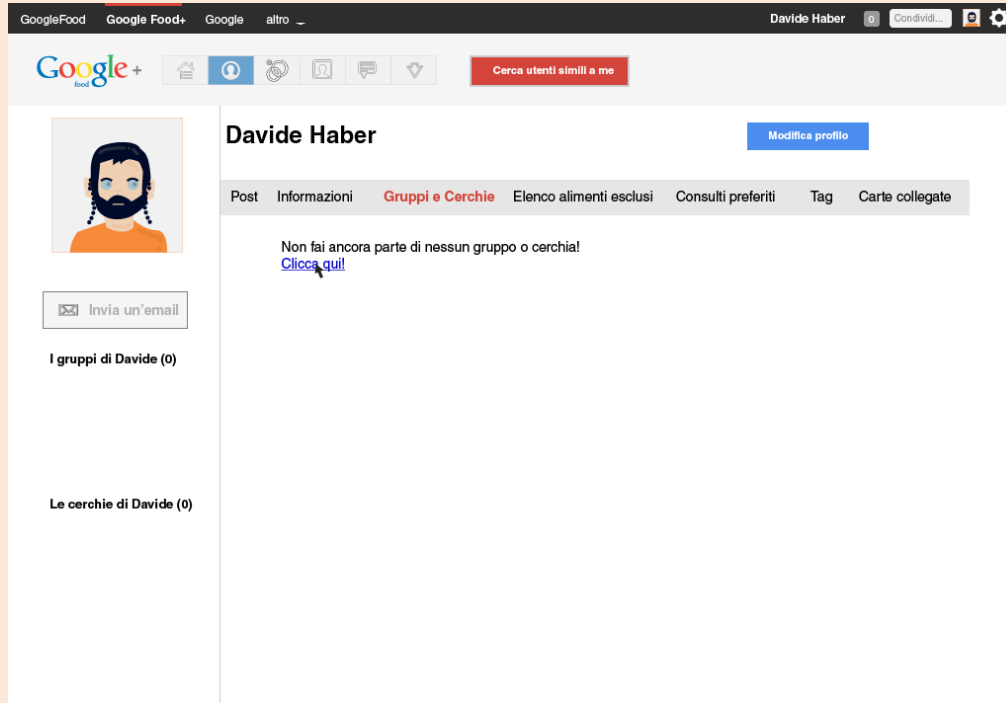 GoogleFood Google Food+ Google altro Davide Haber 0 Condividi...
Google+
food
Cerca utenti simili a me
Davide Haber
Modifica profilo
Post Informazioni Gruppi e Cerchie Elenco alimenti esclusi Consulti preferiti Tag Carte collegate
Non fai ancora parte di nessun gruppo o cerchia!
Clicca qui!
Invia un'email
I gruppi di Davide (0)
Le cerchie di Davide (0)